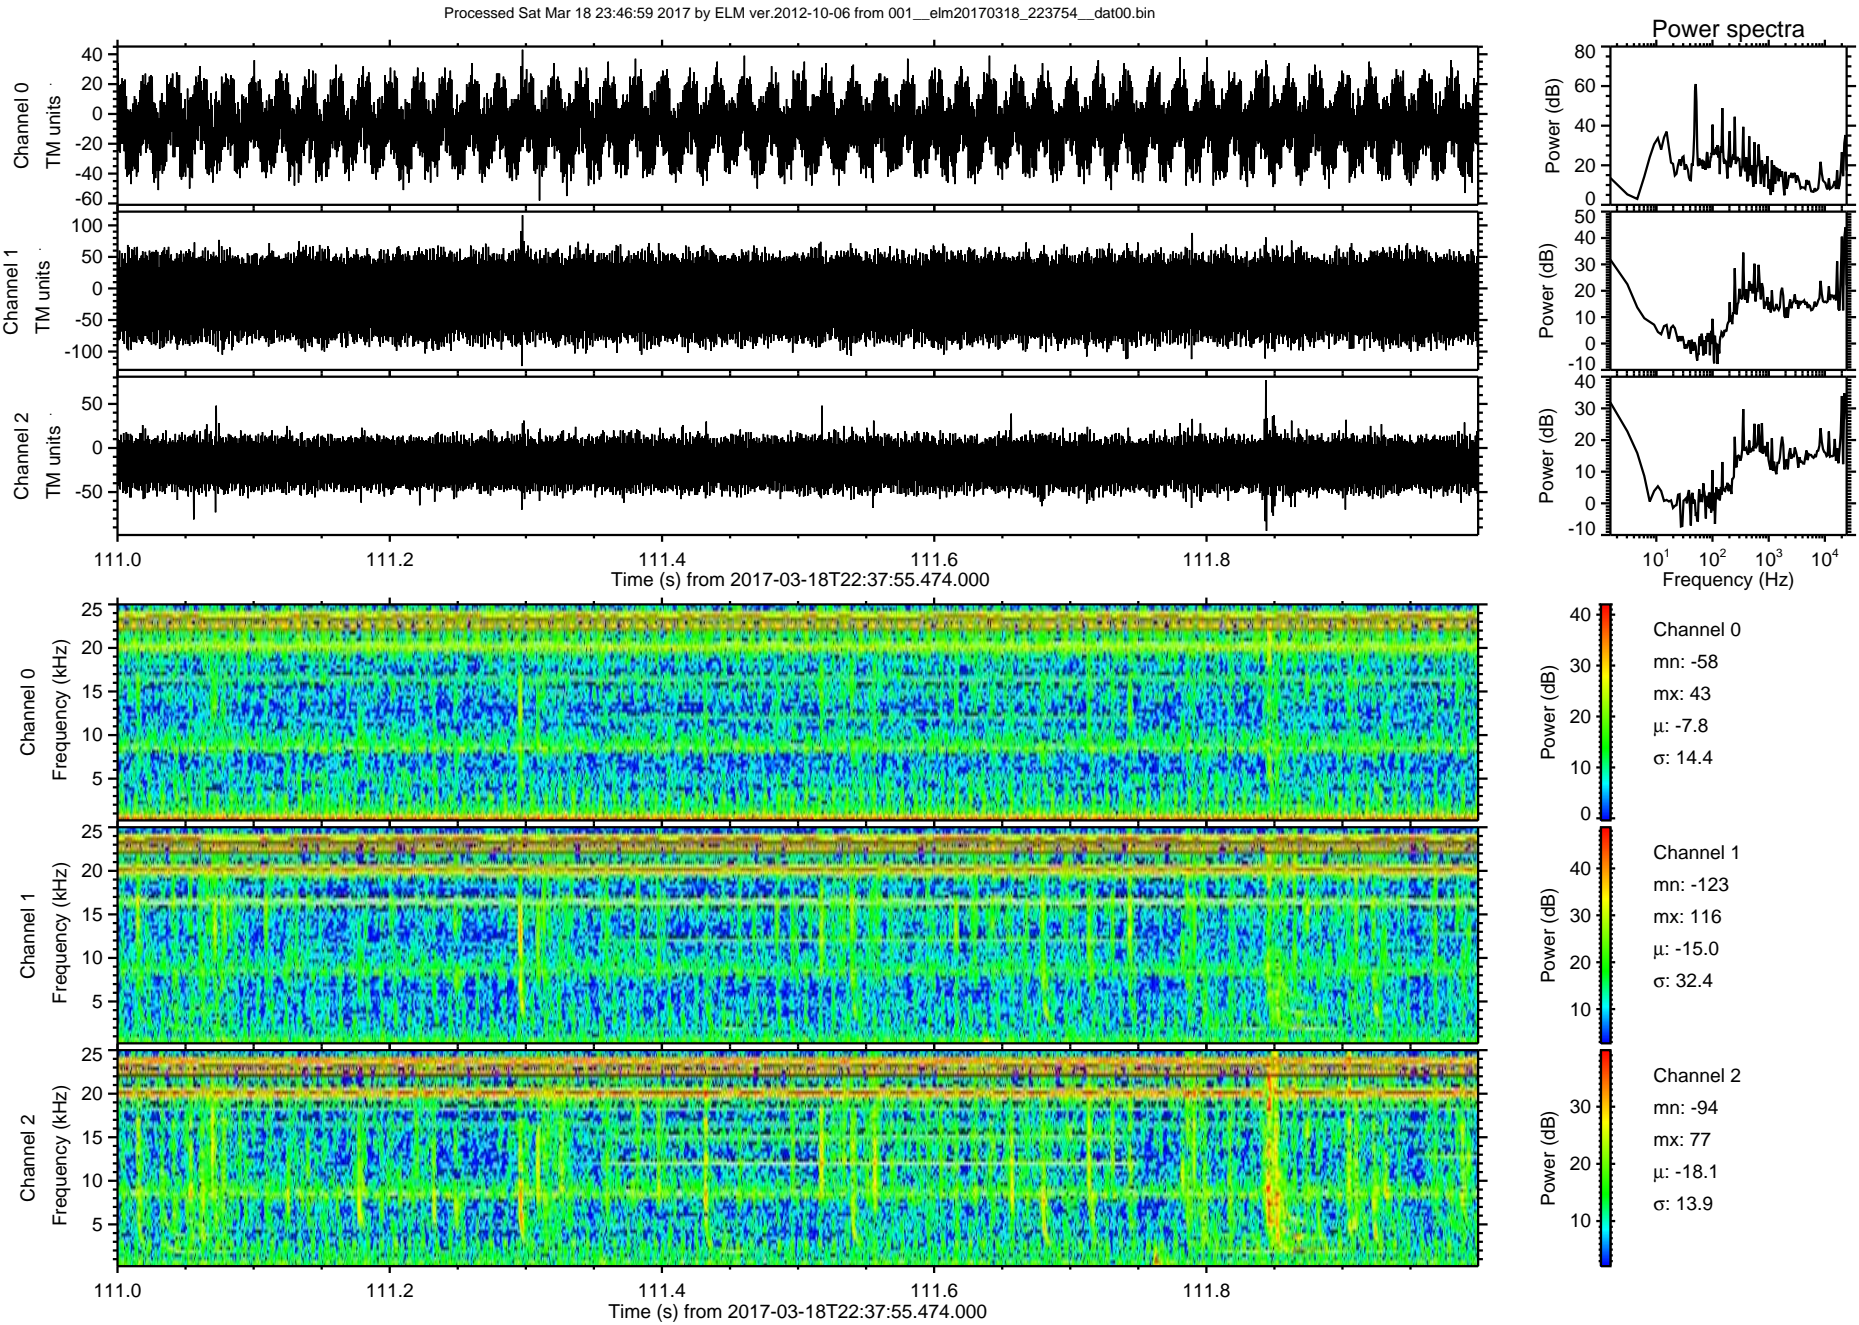 Processed Sat Mar 18 23:46:59 2017 by ELM ver.2012-10-06 from 001__elm20170318_223754__dat00.bin
Power spectra
Channel 0
TM units
40
20
0
-20
-40
-60
Power (dB)
80
60
40
20
0
Channel 1
TM units
100
50
0
-50
-100
Power (dB)
50
40
30
20
10
0
-10
Channel 2
TM units
50
0
-50
Power (dB)
40
30
20
10
0
-10
111.0 111.2 111.4 111.6 111.8
Time (s) from 2017-03-18T22:37:55.474.000
10^1 10^2 10^3 10^4
Frequency (Hz)
Channel 0
Frequency (kHz)
25
20
15
10
5
Power (dB)
40
30
20
10
0
Channel 0
mn: -58
mx: 43
μ: -7.8
σ: 14.4
Channel 1
Frequency (kHz)
25
20
15
10
5
Power (dB)
40
30
20
10
Channel 1
mn: -123
mx: 116
μ: -15.0
σ: 32.4
Channel 2
Frequency (kHz)
25
20
15
10
5
Power (dB)
30
20
10
Channel 2
mn: -94
mx: 77
μ: -18.1
σ: 13.9
111.0 111.2 111.4 111.6 111.8
Time (s) from 2017-03-18T22:37:55.474.000